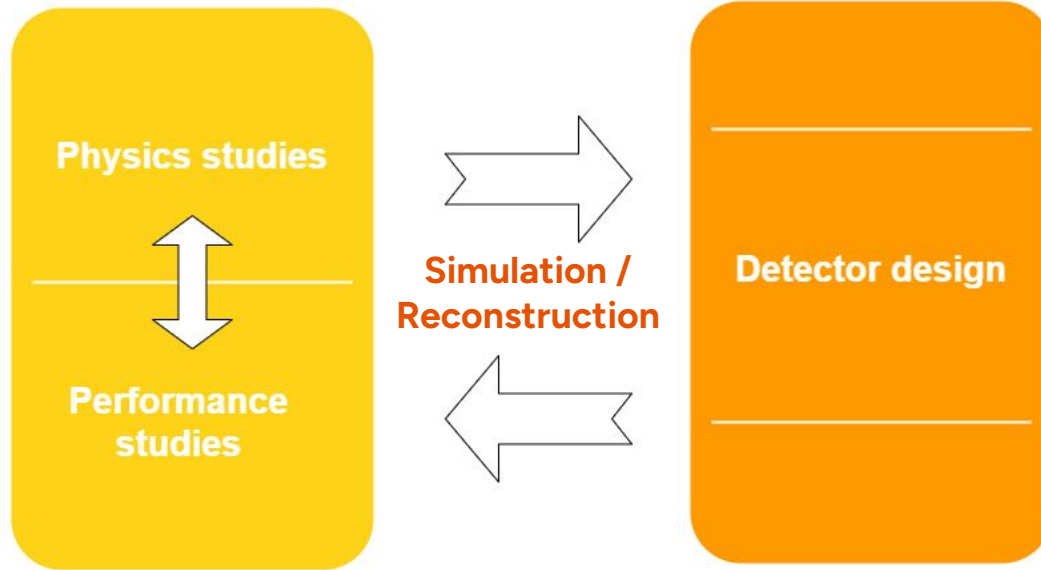 Physics studies
Performance
studies
Simulation /
Reconstruction
Detector design